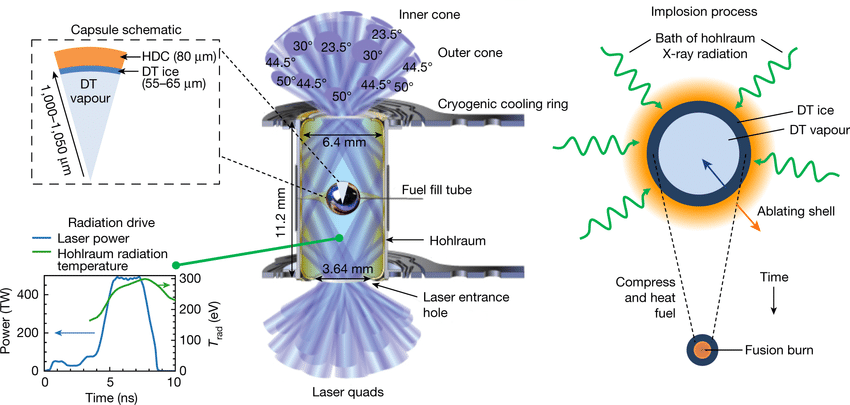 Capsule schematic
HDC (80 μm)
DT ice
(55–65 μm)
DT
vapour
1,000–1,050 μm
Radiation drive
Laser power
Hohlraum radiation
temperature
Power (TW)
400
200
0
300
230
200
100
0
T rad (eV)
0
5
10
Time (ns)
Inner cone
23.5°
23.5°
30°
30°
Outer cone
44.5°
44.5°
50°
44.5°
44.5°
50°
50°
Cryogenic cooling ring
6.4 mm
11.2 mm
Fuel fill tube
Hohlraum
3.64 mm
Laser entrance
hole
Laser quads
Implosion process
Bath of hohlraum
X-ray radiation
DT ice
DT vapour
Ablating shell
Compress
and heat
fuel
Time
Fusion burn